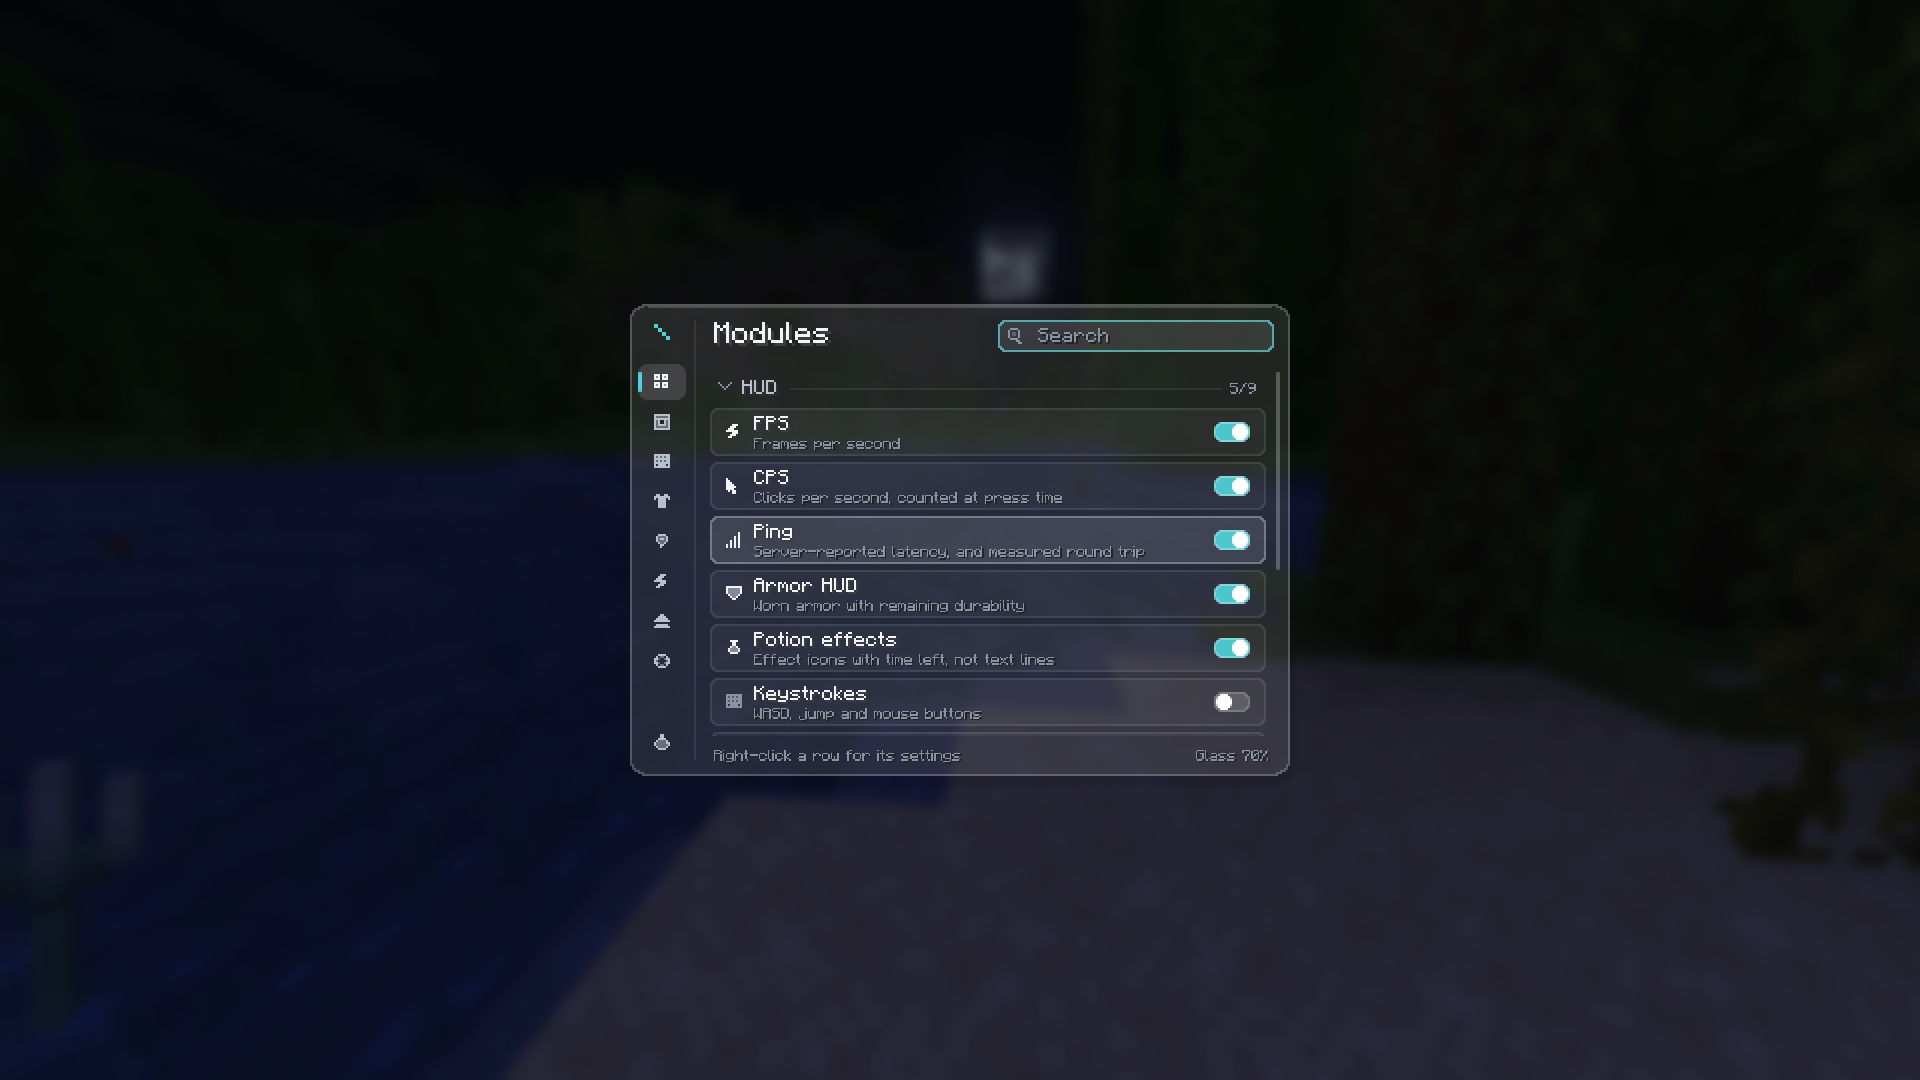 Modules
Search
HUD
5/9
FPS
Frames per second
CPS
Clicks per second, counted at press time
Ping
Server-reported latency, and measured round trip
Armor HUD
Worn armor with remaining durability
Potion effects
Effect icons with time left, not text lines
Keystrokes
WASD, jump and mouse buttons
Right-click a row for its settings
Glass 70%